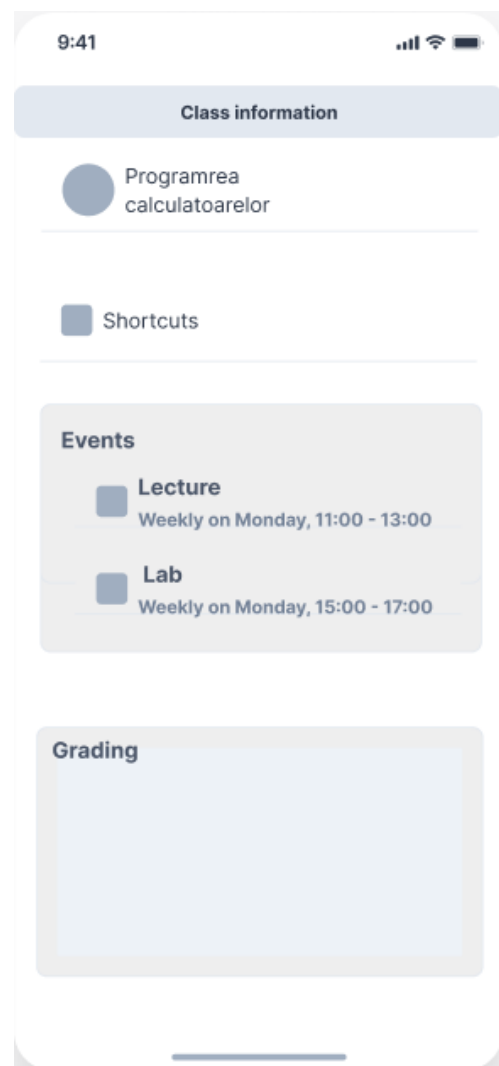 9:41
Class information
Programrea
calculatoarelor
Shortcuts
Events
Lecture
Weekly on Monday, 11:00 - 13:00
Lab
Weekly on Monday, 15:00 - 17:00
Grading